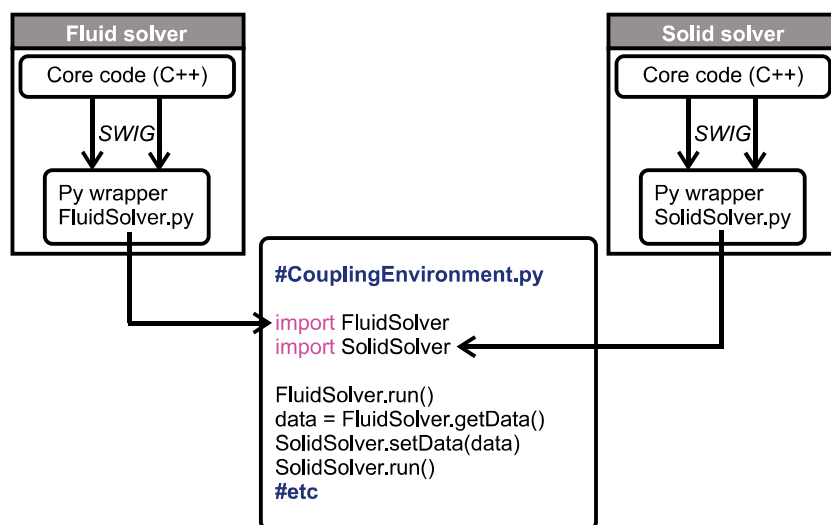 Fluid solver
Core code (C++)
SWIG
Py wrapper
FluidSolver.py
Solid solver
Core code (C++)
SWIG
Py wrapper
SolidSolver.py
#CouplingEnvironment.py
import FluidSolver
import SolidSolver
FluidSolver.run()
data = FluidSolver.getData()
SolidSolver.setData(data)
SolidSolver.run()
#etc